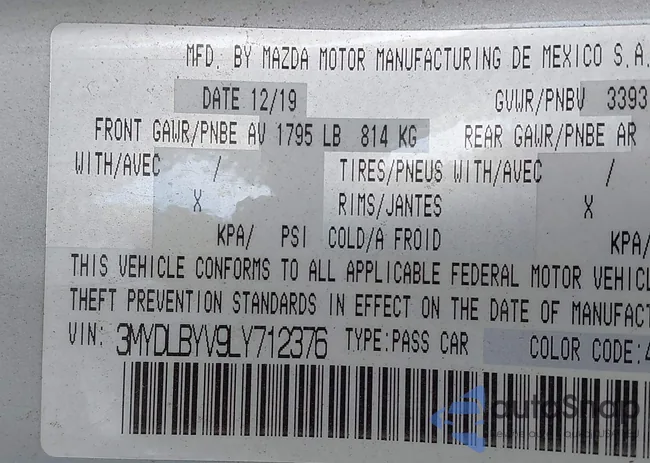 MFD. BY MAZDA MOTOR MANUFACTURING DE MEXICO S.A.
DATE 12/19 GVWR/PNBV 3393
FRONT GAWR/PNBE AV 1795 LB 814 KG REAR GAWR/PNBE AR
WITH/AVEC / TIRES/PNEUS WITH/AVEC /
X RIMS/JANTES X
KPA/ PSI COLD/A FROID KPA/
THIS VEHICLE CONFORMS TO ALL APPLICABLE FEDERAL MOTOR VEHICL
THEFT PREVENTION STANDARDS IN EFFECT ON THE DATE OF MANUFACT
VIN: 3MYDLBYV9LY712376 TYPE:PASS CAR COLOR CODE:4
autoSnap